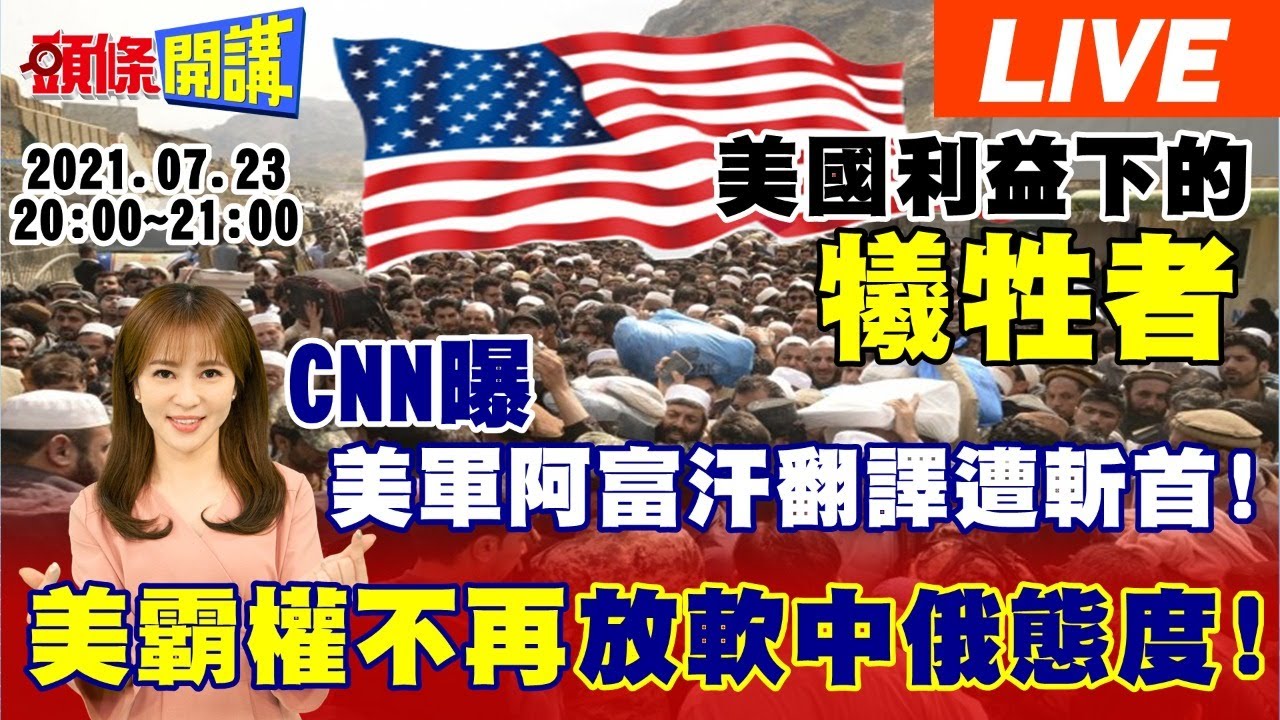 頭條開講
LIVE
2021.07.23
20:00~21:00
美國利益下的
犧牲者
CNN曝
美軍阿富汗翻譯遭斬首!
美霸權不再放軟中俄態度!